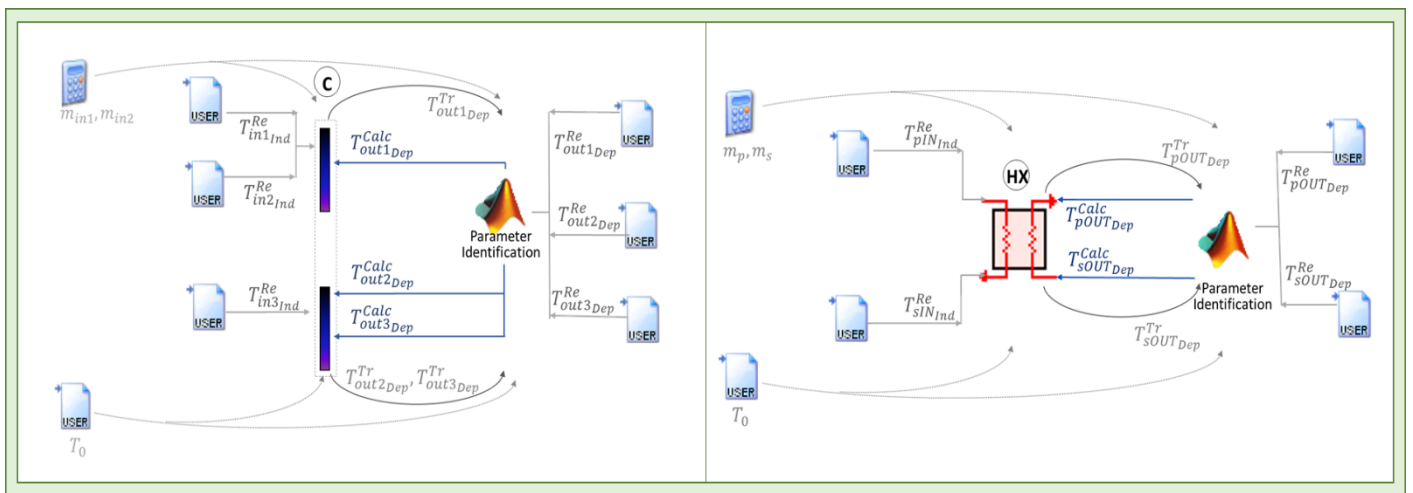 C
m_{in1}, m_{in2}
USER
T^{Re}_{in1_{Ind}}
USER
T^{Re}_{in2_{Ind}}
T^{Tr}_{out1_{Dep}}
T^{Calc}_{out1_{Dep}}
USER
T^{Re}_{out1_{Dep}}
Parameter
Identification
T^{Re}_{out2_{Dep}}
USER
T^{Calc}_{out2_{Dep}}
T^{Calc}_{out3_{Dep}}
USER
T^{Re}_{in3_{Ind}}
T^{Re}_{out3_{Dep}}
USER
T^{Tr}_{out2_{Dep}}, T^{Tr}_{out3_{Dep}}
USER
T_0
m_p, m_s
USER
T^{Re}_{pIN_{Ind}}
HX
T^{Tr}_{pOUT_{Dep}}
T^{Calc}_{pOUT_{Dep}}
T^{Calc}_{sOUT_{Dep}}
USER
T^{Re}_{pOUT_{Dep}}
Parameter
Identification
T^{Re}_{sOUT_{Dep}}
USER
USER
T^{Re}_{sIN_{Ind}}
T^{Tr}_{sOUT_{Dep}}
USER
T_0